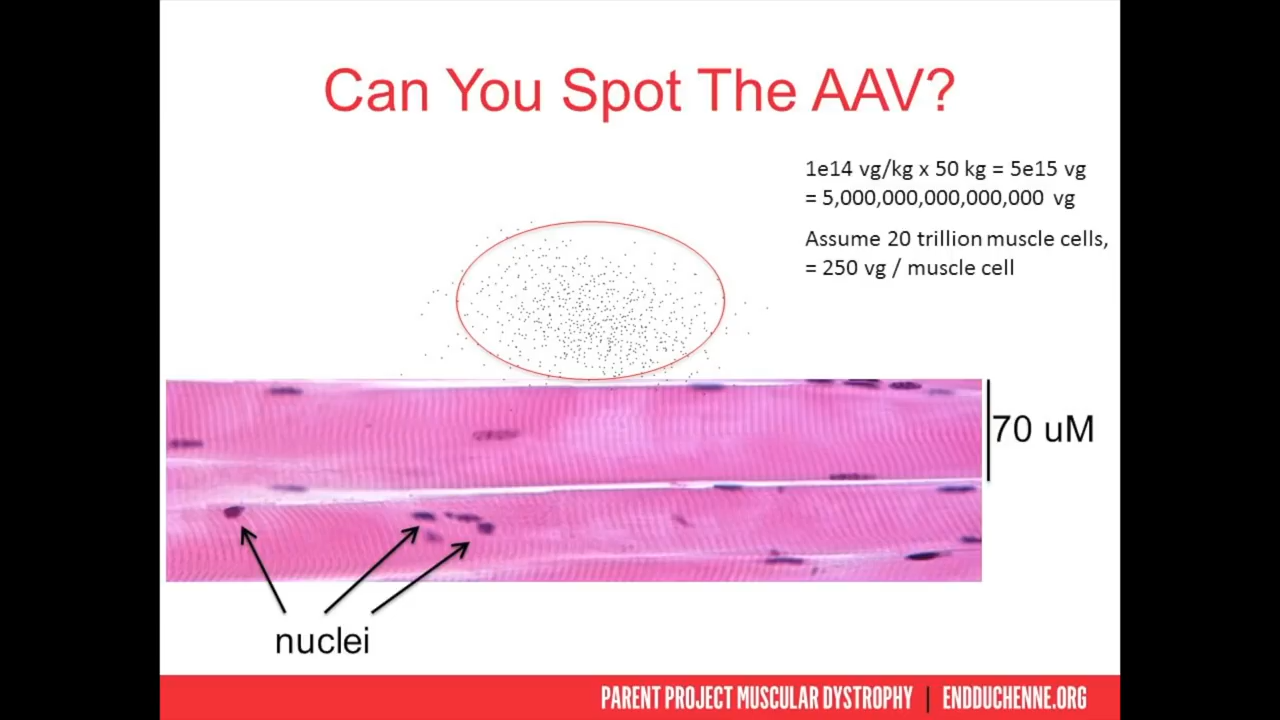 Can You Spot The AAV?
1e14 vg/kg x 50 kg = 5e15 vg
= 5,000,000,000,000,000 vg
Assume 20 trillion muscle cells,
= 250 vg / muscle cell
70 uM
nuclei
PARENT PROJECT MUSCULAR DYSTROPHY | ENDDUCHENNE.ORG